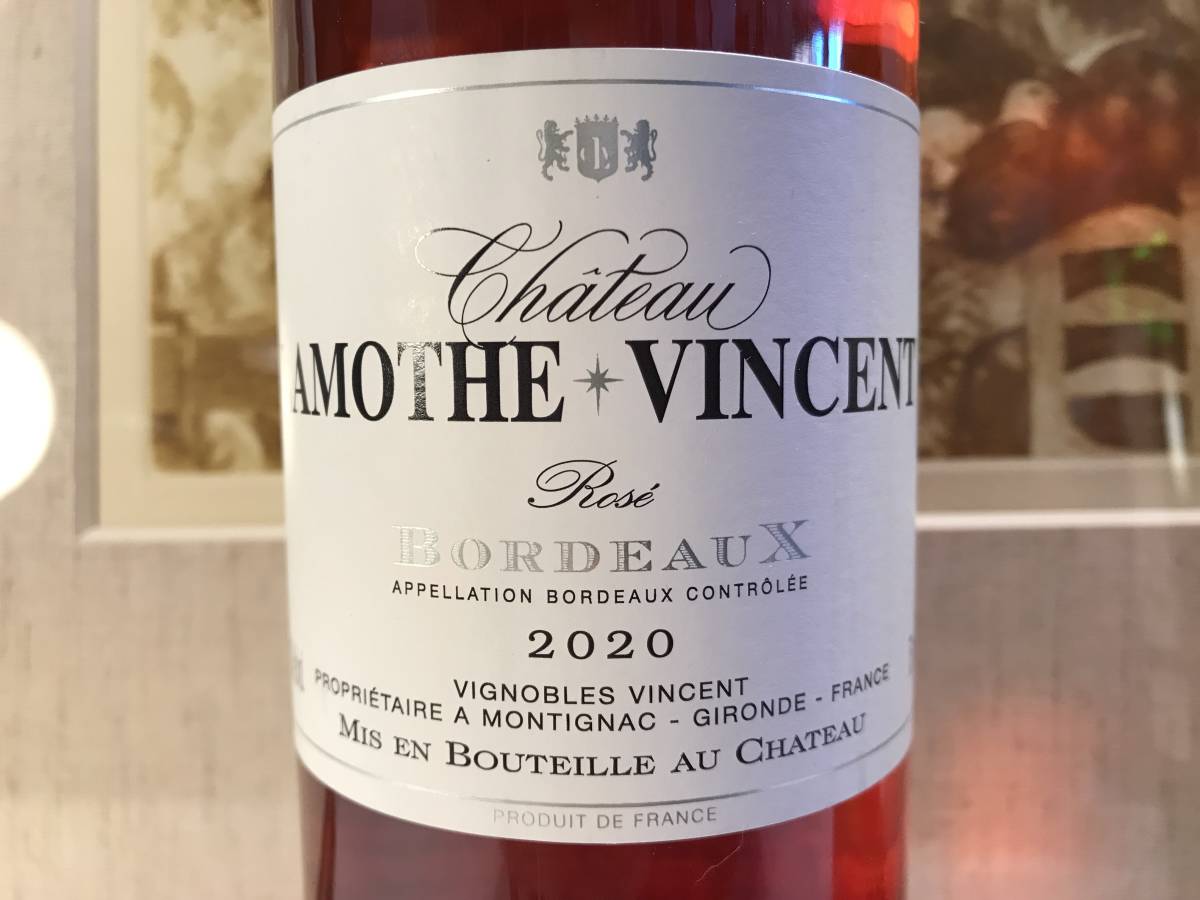 Château
LAMOTHE VINCENT
Rosé
BORDEAUX
APPELLATION BORDEAUX CONTRÔLÉE
2020
VIGNOBLES VINCENT
PROPRIÉTAIRE A MONTIGNAC - GIRONDE - FRANCE
MIS EN BOUTEILLE AU CHATEAU
PRODUIT DE FRANCE